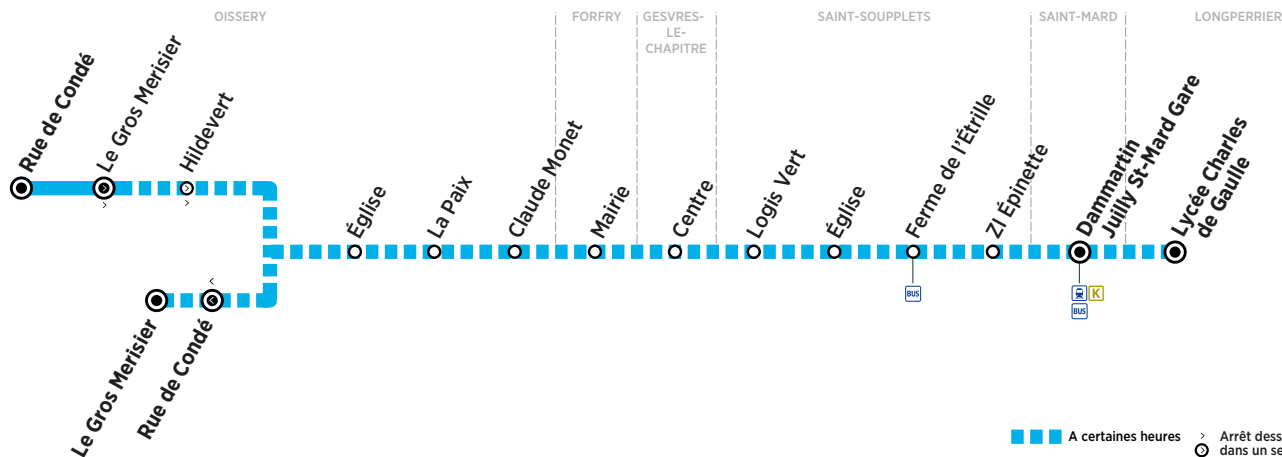 OISSERY
FORFRY
GESVRES-
LE-
CHAPITRE
SAINT-SOUPPLETS
SAINT-MARD
LONGPERRIER
Rue de Condé
Le Gros Merisier
Hildevert
Église
La Paix
Claude Monet
Mairie
Centre
Logis Vert
Église
Ferme de l'Étrille
ZI Épinette
Dammartin
Juilly St-Mard Gare
Lycée Charles
de Gaulle
BUS
K
BUS
Le Gros Merisier
Rue de Condé
A certaines heures
Arrêt dess
dans un se